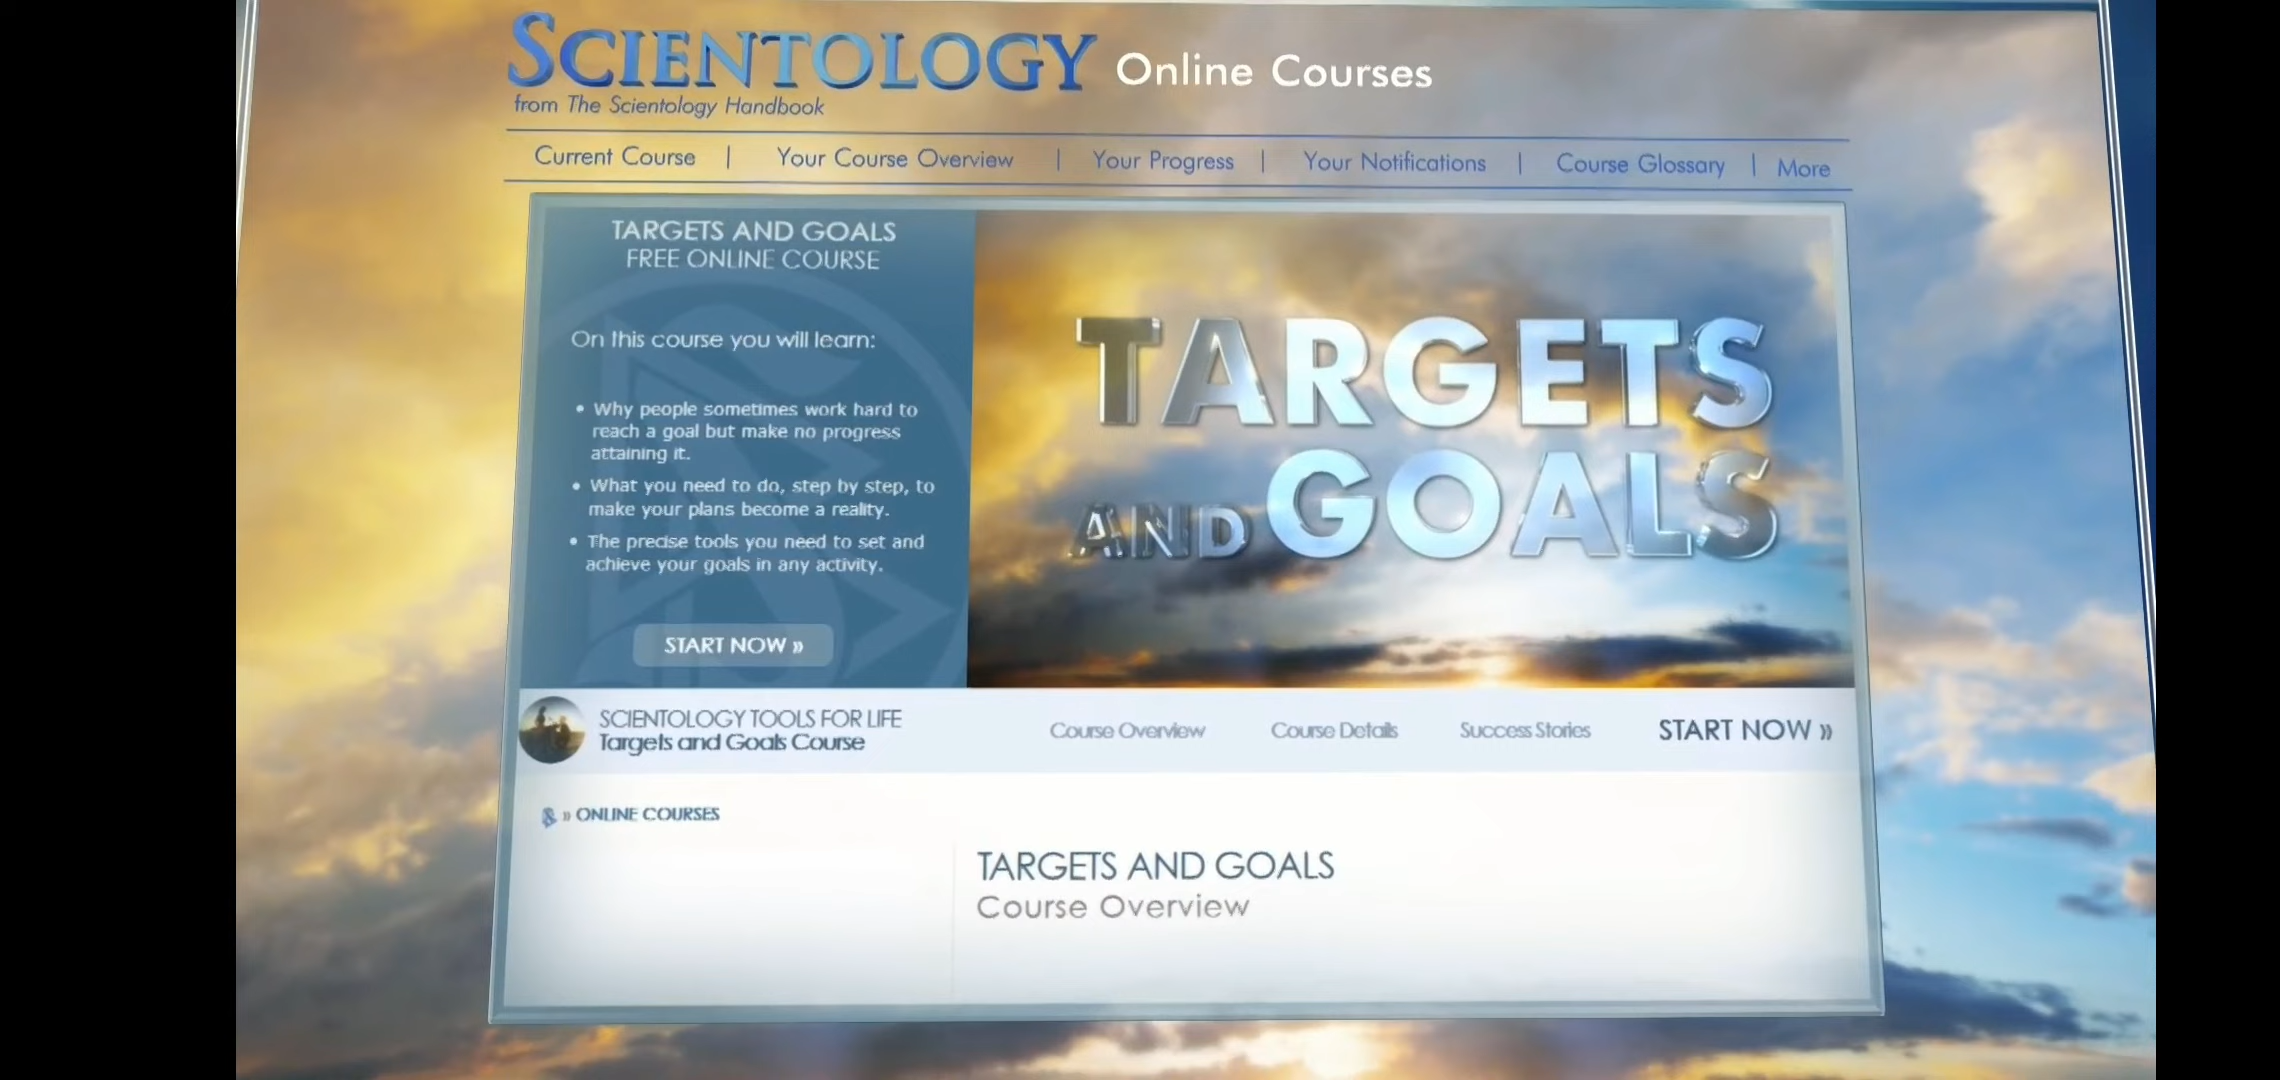 SCIENTOLOGY Online Courses
from The Scientology Handbook
Current Course | Your Course Overview | Your Progress | Your Notifications | Course Glossary | More
TARGETS AND GOALS
FREE ONLINE COURSE
On this course you will learn:
• Why people sometimes work hard to
reach a goal but make no progress
attaining it.
• What you need to do, step by step, to
make your plans become a reality.
• The precise tools you need to set and
achieve your goals in any activity.
START NOW »
TARGETS
AND GOALS
SCIENTOLOGY TOOLS FOR LIFE
Targets and Goals Course
Course Overview Course Details Success Stories START NOW »
» ONLINE COURSES
TARGETS AND GOALS
Course Overview